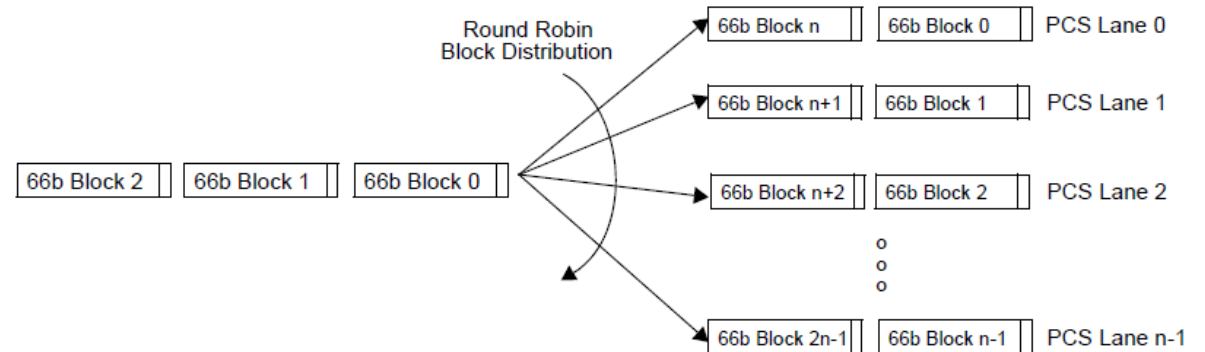 Round Robin
Block Distribution
66b Block n 66b Block 0 PCS Lane 0
66b Block n+1 66b Block 1 PCS Lane 1
66b Block 2 66b Block 1 66b Block 0
66b Block n+2 66b Block 2 PCS Lane 2
o
o
o
66b Block 2n-1 66b Block n-1 PCS Lane n-1